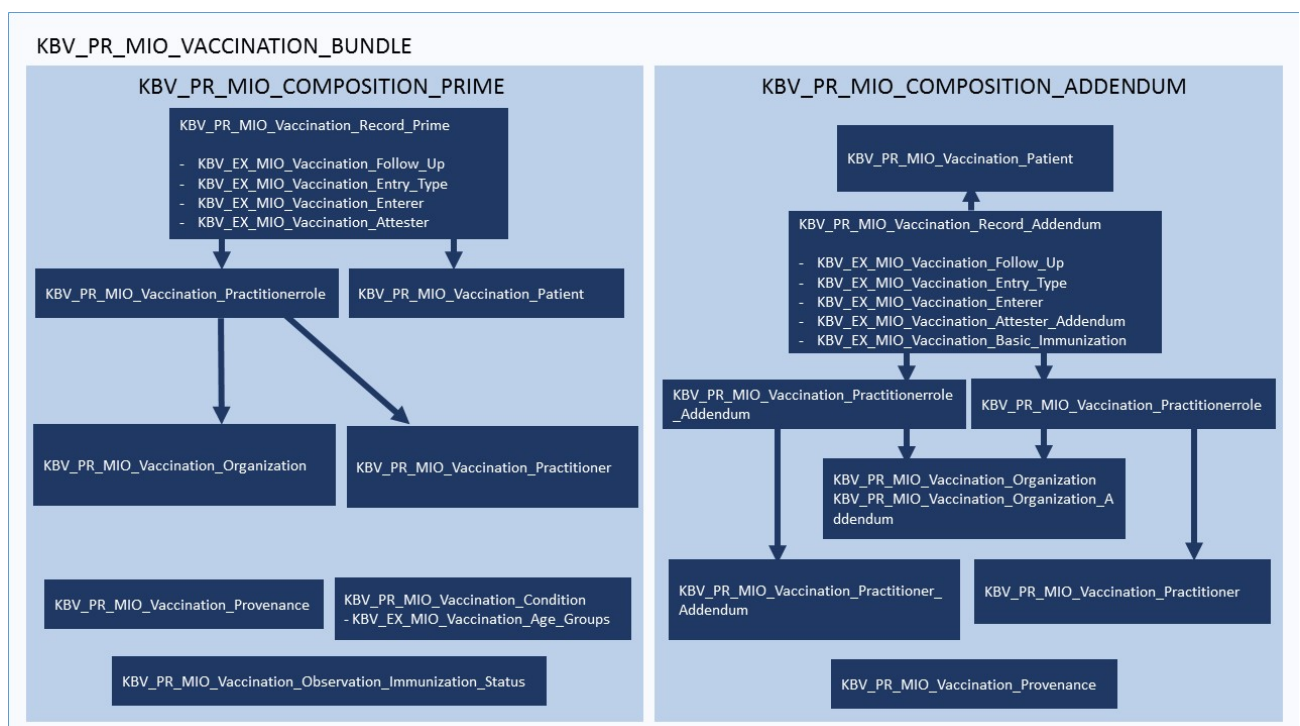 KBV_PR_MIO_VACCINATION_BUNDLE
KBV_PR_MIO_COMPOSITION_PRIME
KBV_PR_MIO_Vaccination_Record_Prime
- KBV_EX_MIO_Vaccination_Follow_Up
- KBV_EX_MIO_Vaccination_Entry_Type
- KBV_EX_MIO_Vaccination_Enterer
- KBV_EX_MIO_Vaccination_Attester
KBV_PR_MIO_Vaccination_Practitionerrole
KBV_PR_MIO_Vaccination_Patient
KBV_PR_MIO_Vaccination_Organization
KBV_PR_MIO_Vaccination_Practitioner
KBV_PR_MIO_Vaccination_Provenance
KBV_PR_MIO_Vaccination_Condition
- KBV_EX_MIO_Vaccination_Age_Groups
KBV_PR_MIO_Vaccination_Observation_Immunization_Status
KBV_PR_MIO_COMPOSITION_ADDENDUM
KBV_PR_MIO_Vaccination_Patient
KBV_PR_MIO_Vaccination_Record_Addendum
- KBV_EX_MIO_Vaccination_Follow_Up
- KBV_EX_MIO_Vaccination_Entry_Type
- KBV_EX_MIO_Vaccination_Enterer
- KBV_EX_MIO_Vaccination_Attester_Addendum
- KBV_EX_MIO_Vaccination_Basic_Immunization
KBV_PR_MIO_Vaccination_Practitionerrole
_Addendum
KBV_PR_MIO_Vaccination_Practitionerrole
KBV_PR_MIO_Vaccination_Organization
KBV_PR_MIO_Vaccination_Organization_A
ddendum
KBV_PR_MIO_Vaccination_Practitioner_
Addendum
KBV_PR_MIO_Vaccination_Practitioner
KBV_PR_MIO_Vaccination_Provenance